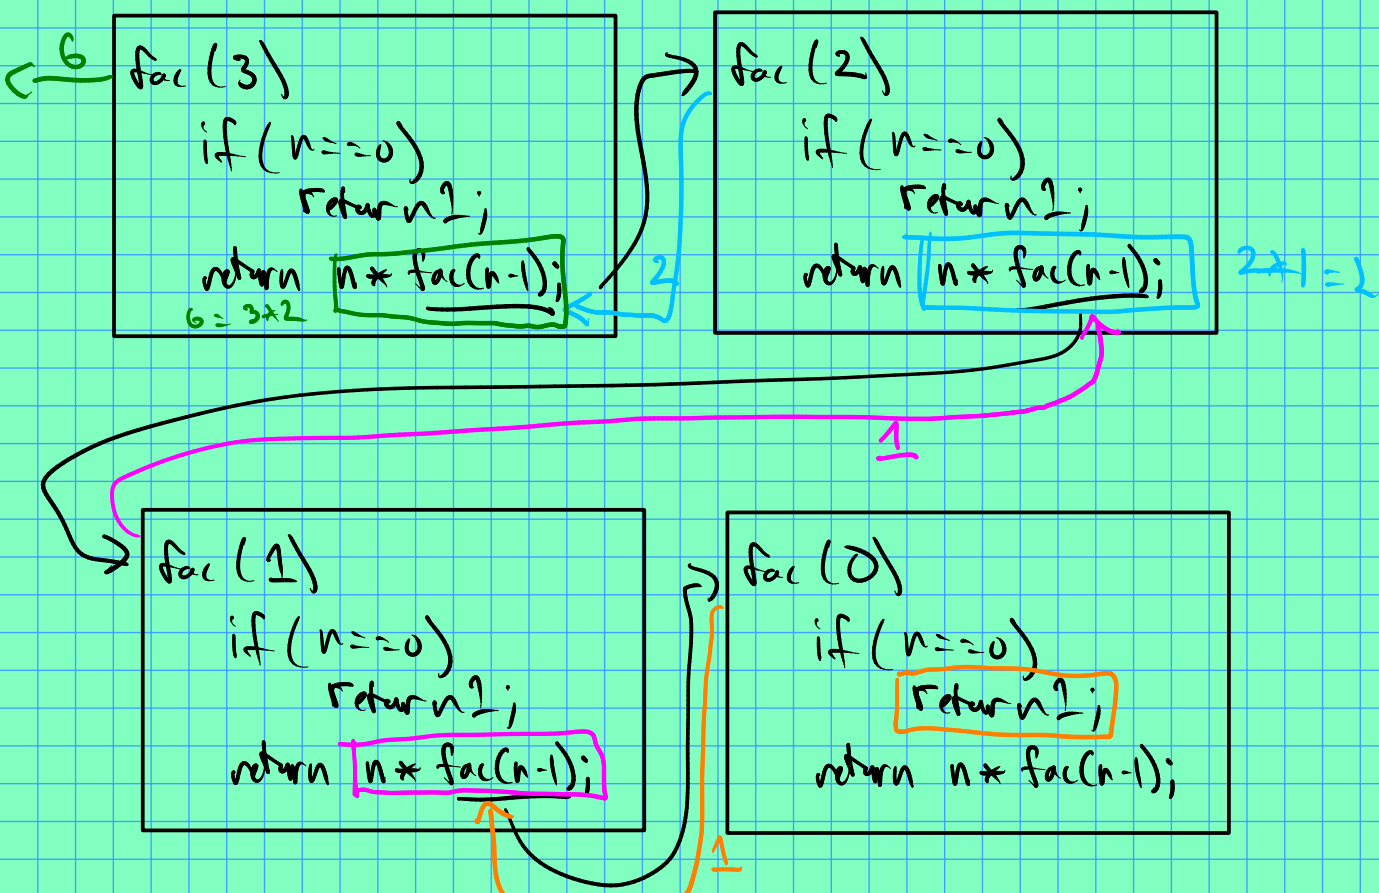 6
fac (3)
if (n==0)
return 1;
return n * fac(n-1);
6 = 3*2
2
fac (2)
if (n==0)
return 1;
return n * fac(n-1);
2*1=2
1
fac (1)
if (n==0)
return 1;
return n * fac(n-1);
fac (0)
if (n==0)
return 1;
return n * fac(n-1);
1